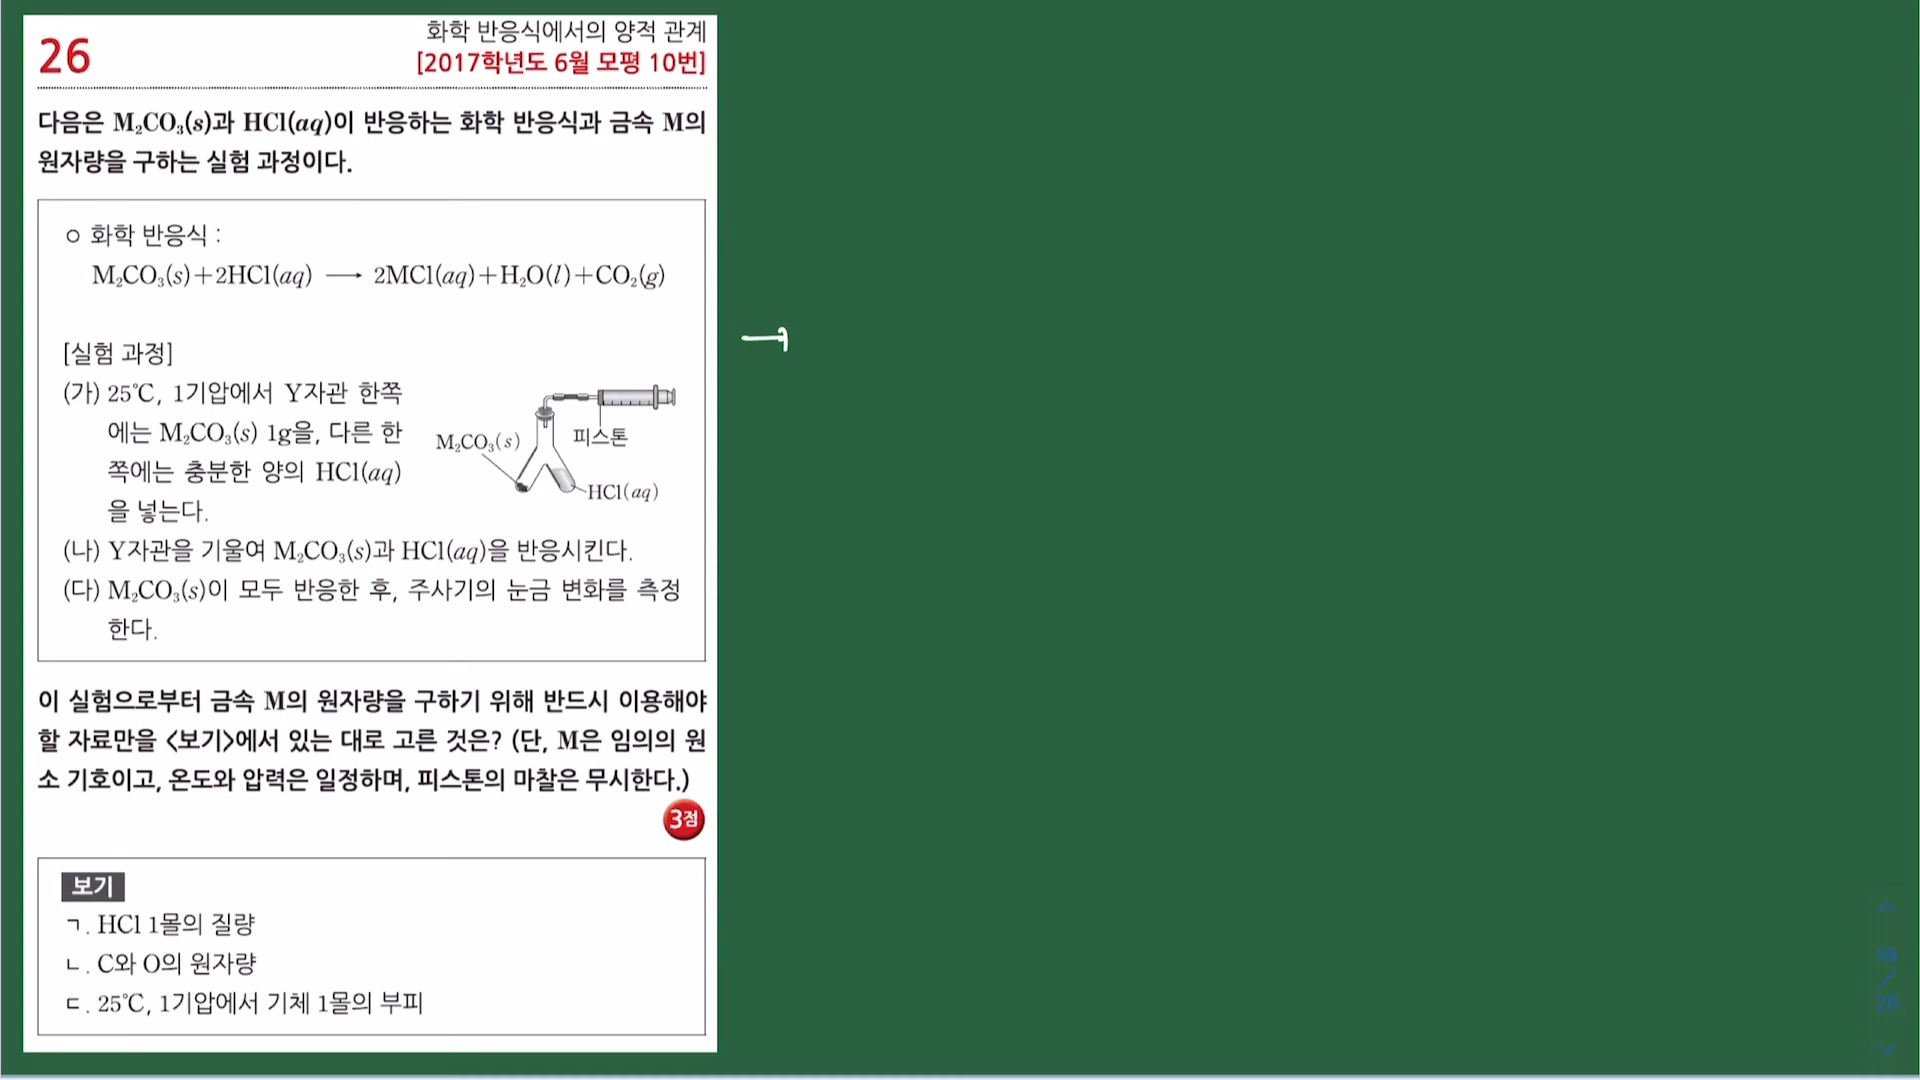 26
화학 반응식에서의 양적 관계
[2017학년도 6월 모평 10번]
다음은 M₂CO₃(s)과 HCl(aq)이 반응하는 화학 반응식과 금속 M의
원자량을 구하는 실험 과정이다.
○ 화학 반응식 :
M₂CO₃(s)+2HCl(aq) ⟶ 2MCl(aq)+H₂O(l)+CO₂(g)
[실험 과정]
(가) 25℃, 1기압에서 Y자관 한쪽
에는 M₂CO₃(s) 1g을, 다른 한
쪽에는 충분한 양의 HCl(aq)
을 넣는다.
M₂CO₃(s)
피스톤
HCl(aq)
(나) Y자관을 기울여 M₂CO₃(s)과 HCl(aq)을 반응시킨다.
(다) M₂CO₃(s)이 모두 반응한 후, 주사기의 눈금 변화를 측정
한다.
이 실험으로부터 금속 M의 원자량을 구하기 위해 반드시 이용해야
할 자료만을 <보기>에서 있는 대로 고른 것은? (단, M은 임의의 원
소 기호이고, 온도와 압력은 일정하며, 피스톤의 마찰은 무시한다.)
3점
보기
ㄱ. HCl 1몰의 질량
ㄴ. C와 O의 원자량
ㄷ. 25℃, 1기압에서 기체 1몰의 부피